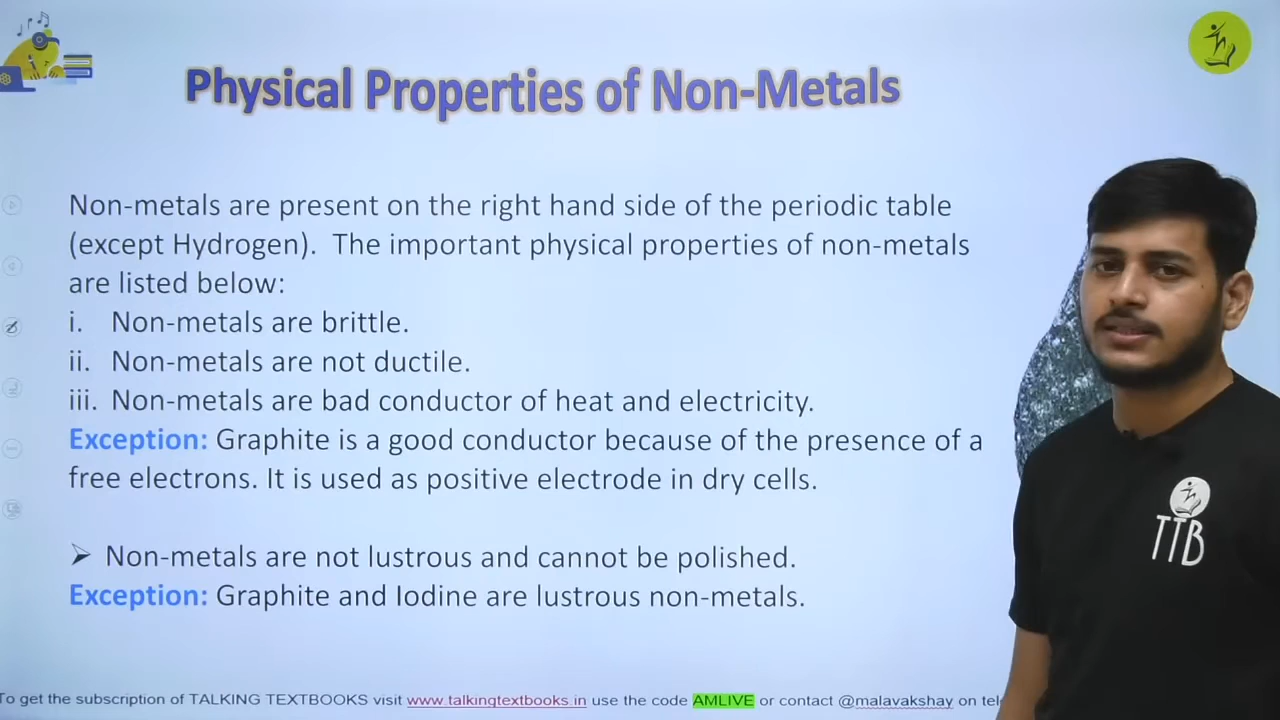 Physical Properties of Non-Metals
Non-metals are present on the right hand side of the periodic table
(except Hydrogen). The important physical properties of non-metals
are listed below:
i. Non-metals are brittle.
ii. Non-metals are not ductile.
iii. Non-metals are bad conductor of heat and electricity.
Exception: Graphite is a good conductor because of the presence of a
free electrons. It is used as positive electrode in dry cells.
➤ Non-metals are not lustrous and cannot be polished.
Exception: Graphite and Iodine are lustrous non-metals.
TTB
To get the subscription of TALKING TEXTBOOKS visit www.talkingtextbooks.in use the code AMLIVE or contact @malavakshay on tel